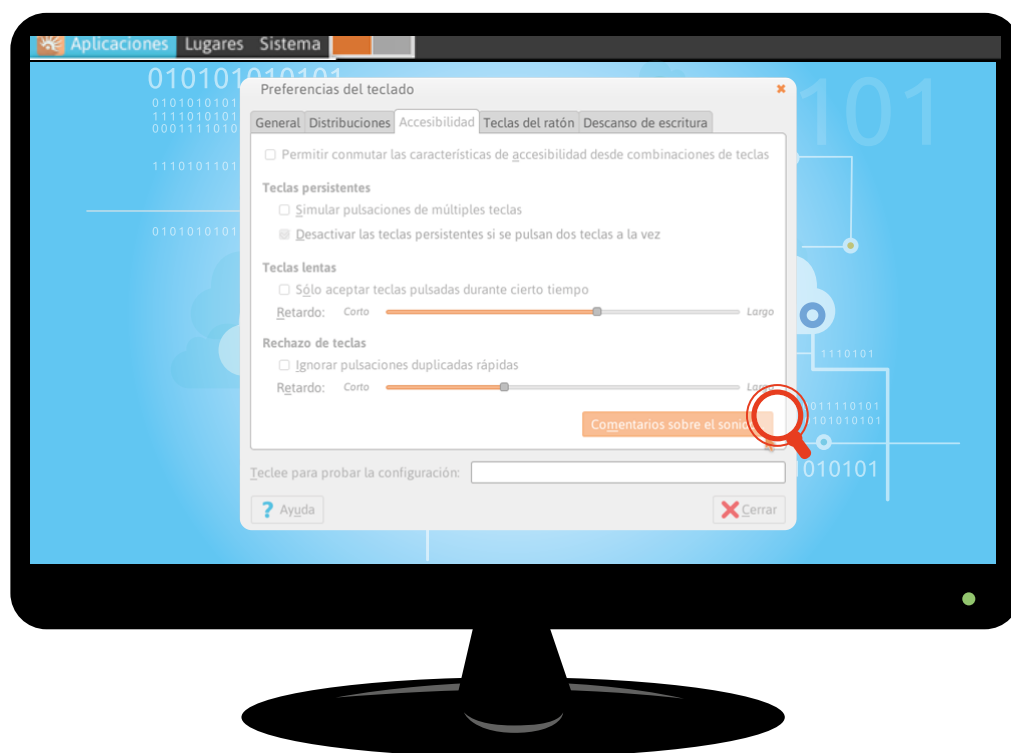 Aplicaciones Lugares Sistema
010101010101
0101010101
1111010101
0001111010
1110101101
0101010101
101
Preferencias del teclado
General Distribuciones Accesibilidad Teclas del ratón Descanso de escritura
Permitir conmutar las características de accesibilidad desde combinaciones de teclas
Teclas persistentes
Simular pulsaciones de múltiples teclas
Desactivar las teclas persistentes si se pulsan dos teclas a la vez
Teclas lentas
Sólo aceptar teclas pulsadas durante cierto tiempo
Retardo: Corto Largo
Rechazo de teclas
Ignorar pulsaciones duplicadas rápidas
Retardo: Corto Largo
Comentarios sobre el
Teclee para probar la configuración:
? Ayuda Cerrar
1110101
011110101
101010101
010101